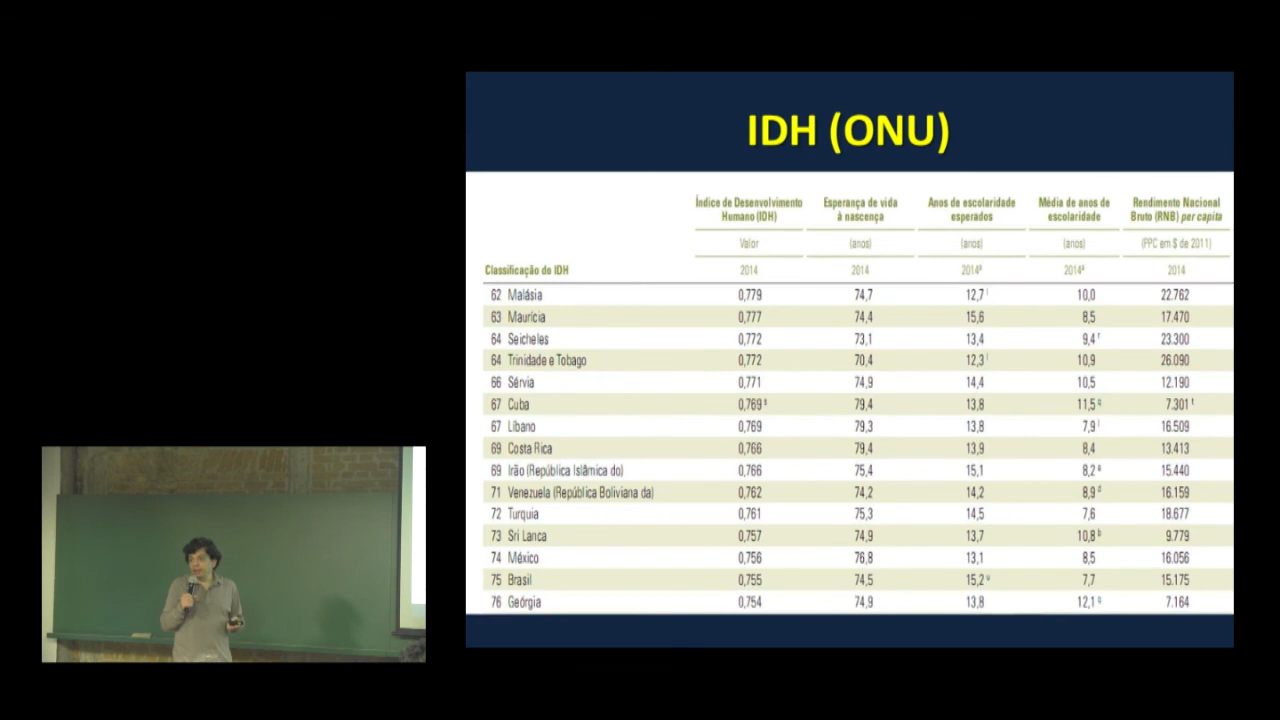 IDH (ONU)
Índice de Desenvolvimento Humano (IDH) Esperança de vida à nascença Anos de escolaridade esperados Média de anos de escolaridade Rendimento Nacional Bruto (RNB) per capita
Valor (anos) (anos) (anos) (PPC em $ de 2011)
Classificação do IDH 2014 2014 2014 2014ª 2014
62 Malásia 0,779 74,7 12,7 10,0 22.762
63 Maurícia 0,777 74,4 15,6 8,5 17.470
64 Seicheles 0,772 73,1 13,4 9,4 23.300
64 Trinidade e Tobago 0,772 70,4 12,3 10,9 26.090
66 Sérvia 0,771 74,9 14,4 10,5 12.190
67 Cuba 0,769 79,4 13,8 11,5 7.301
67 Líbano 0,769 79,3 13,8 7,9 16.509
69 Costa Rica 0,766 79,4 13,9 8,4 13.413
69 Irão (República Islâmica do) 0,766 75,4 15,1 8,2 15.440
71 Venezuela (República Boliviana da) 0,762 74,2 14,2 8,9 16.159
72 Turquia 0,761 75,3 14,5 7,6 18.677
73 Sri Lanca 0,757 74,9 13,7 10,8 9.779
74 México 0,756 76,8 13,1 8,5 16.056
75 Brasil 0,755 74,5 15,2 7,7 15.175
76 Geórgia 0,754 74,9 13,8 12,1 7.164